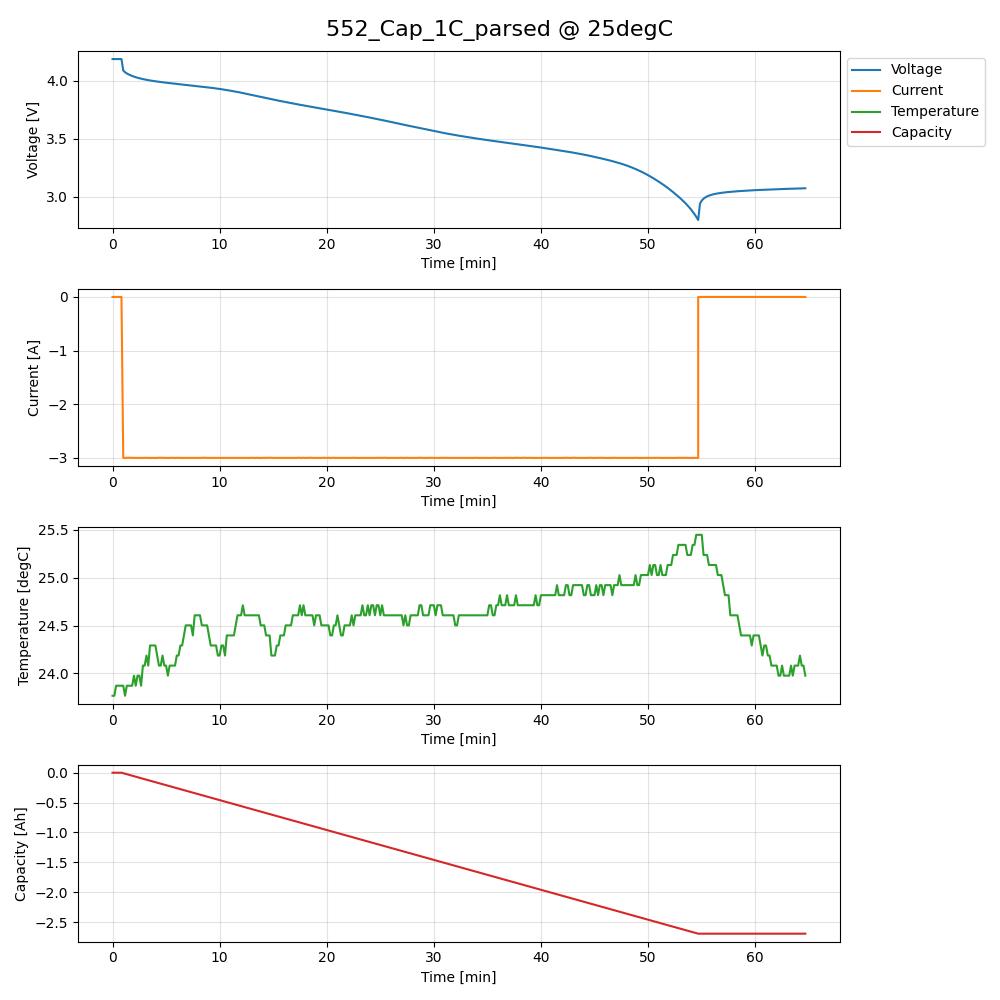 552_Cap_1C_parsed @ 25degC
Voltage [V]
4.0
3.5
3.0
0 10 20 30 40 50 60
Time [min]
Voltage
Current
Temperature
Capacity
Current [A]
0
−1
−2
−3
0 10 20 30 40 50 60
Time [min]
Temperature [degC]
25.5
25.0
24.5
24.0
0 10 20 30 40 50 60
Time [min]
Capacity [Ah]
0.0
−0.5
−1.0
−1.5
−2.0
−2.5
0 10 20 30 40 50 60
Time [min]